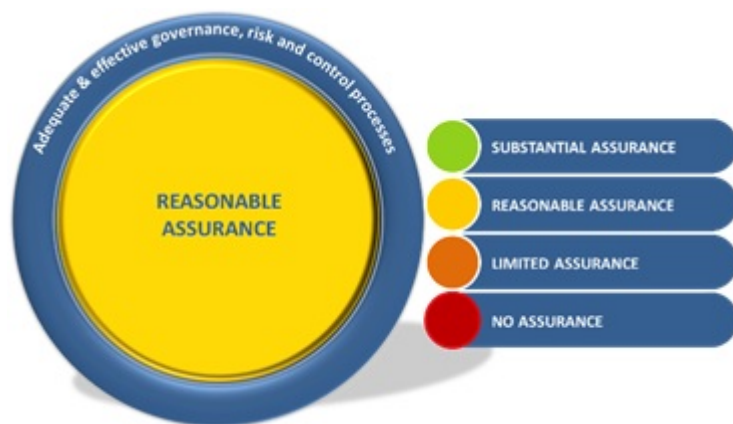 Adequate & effective governance, risk and control processes
REASONABLE
ASSURANCE
SUBSTANTIAL ASSURANCE
REASONABLE ASSURANCE
LIMITED ASSURANCE
NO ASSURANCE